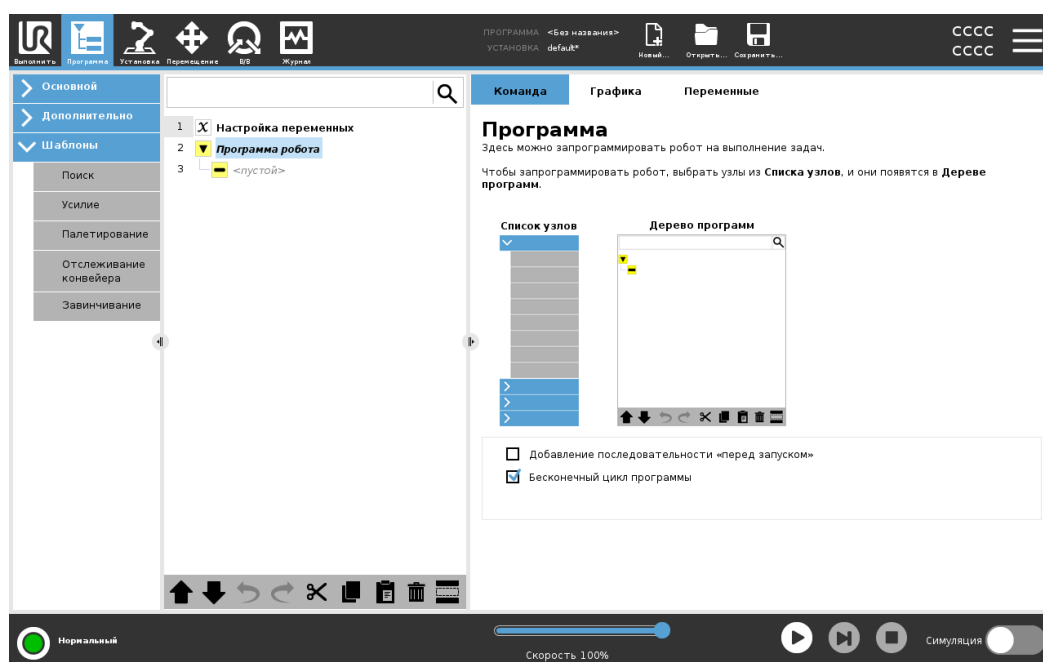 UR
Выполнить Программа Установка Перемещение В/В Журнал
ПРОГРАММА <Без названия>
УСТАНОВКА default*
Новый... Открыть... Сохранить...
CCCC
CCCC
Основной
Дополнительно
Шаблоны
Поиск
Усилие
Палетирование
Отслеживание
конвейера
Завинчивание
1 X Настройка переменных
2 Программа робота
3 <пустой>
Команда Графика Переменные
Программа
Здесь можно запрограммировать робот на выполнение задач.
Чтобы запрограммировать робот, выбрать узлы из Списка узлов, и они появятся в Дереве
программ.
Список узлов Дерево программ
Добавление последовательности «перед запуском»
Бесконечный цикл программы
Нормальный
Скорость 100%
Симуляция